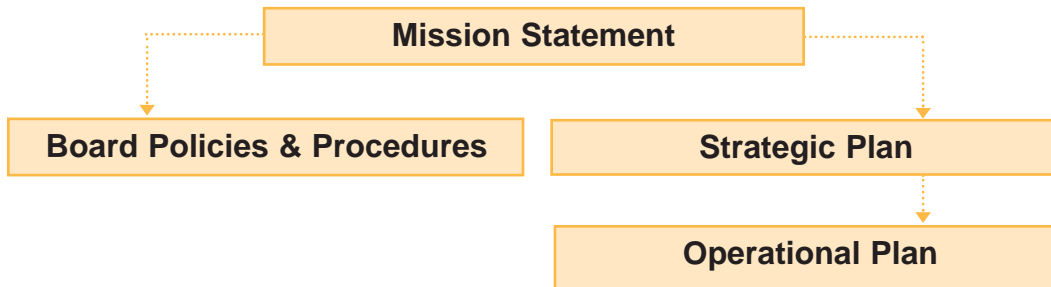 Mission Statement
Board Policies & Procedures
Strategic Plan
Operational Plan